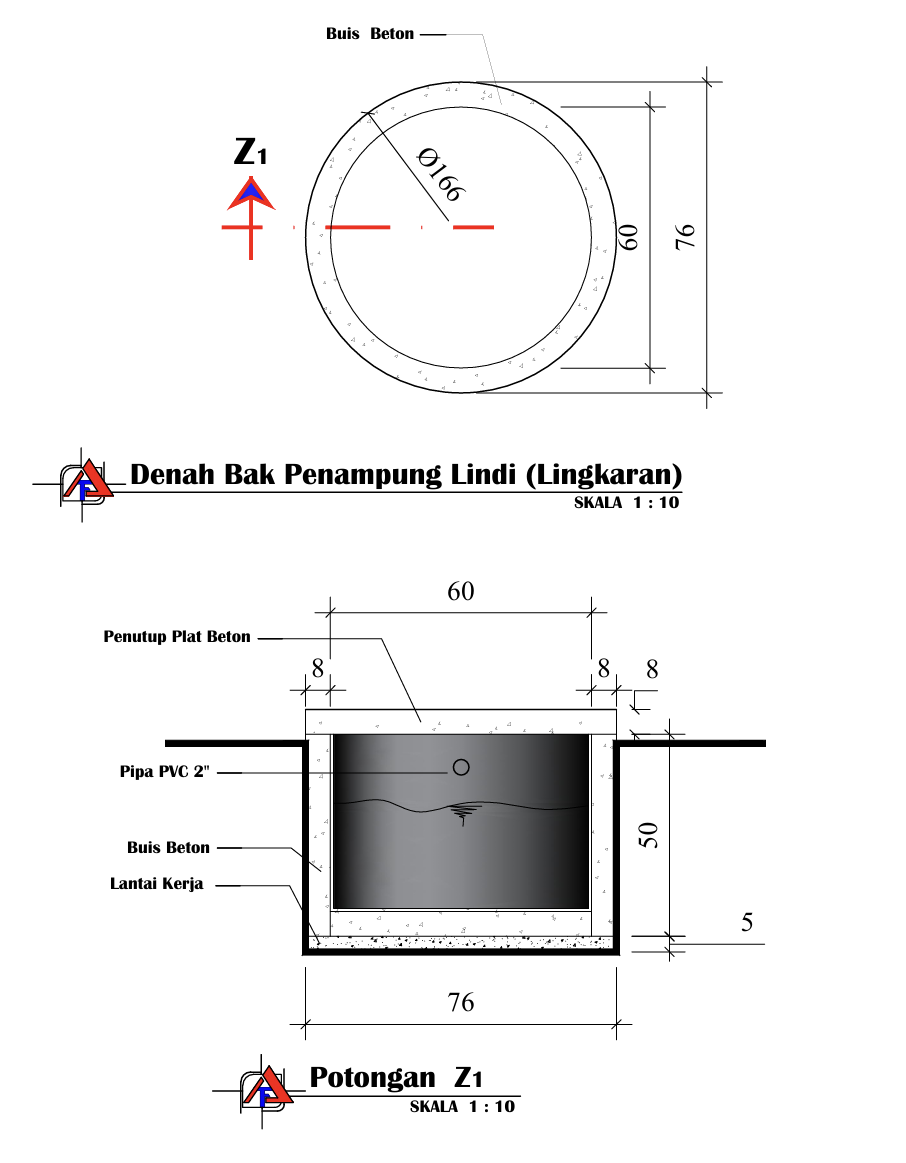 Buis Beton
Z1
Ø166
60
76
Denah Bak Penampung Lindi (Lingkaran)
SKALA 1 : 10
60
Penutup Plat Beton
8
8
8
Pipa PVC 2"
50
Buis Beton
Lantai Kerja
5
76
Potongan Z1
SKALA 1 : 10